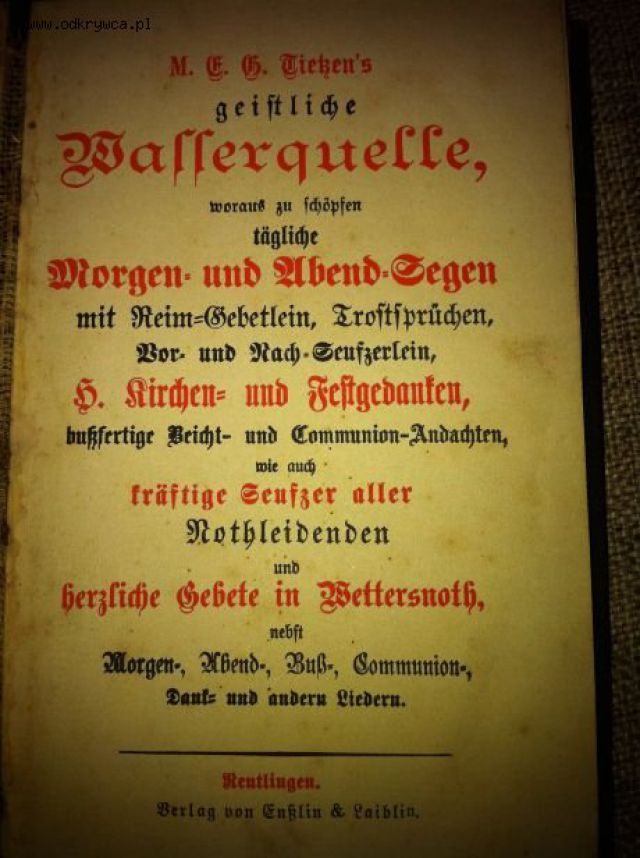 www.odkrywca.pl
M. E. G. Tietzen's
geistliche
Wasserquelle,
woraus zu schöpfen
tägliche
Morgen- und Abend-Segen
mit Reim-Gebetlein, Trostsprüchen,
Vor- und Nach-Seufzerlein,
H. Kirchen- und Festgedanken,
bußfertige Beicht- und Communion-Andachten,
wie auch
kräftige Seufzer aller
Nothleidenden
und
herzliche Gebete in Wettersnoth,
nebst
Morgen-, Abend-, Buß-, Communion-,
Dank- und andern Liedern.
Reutlingen.
Verlag von Enßlin & Laiblin.